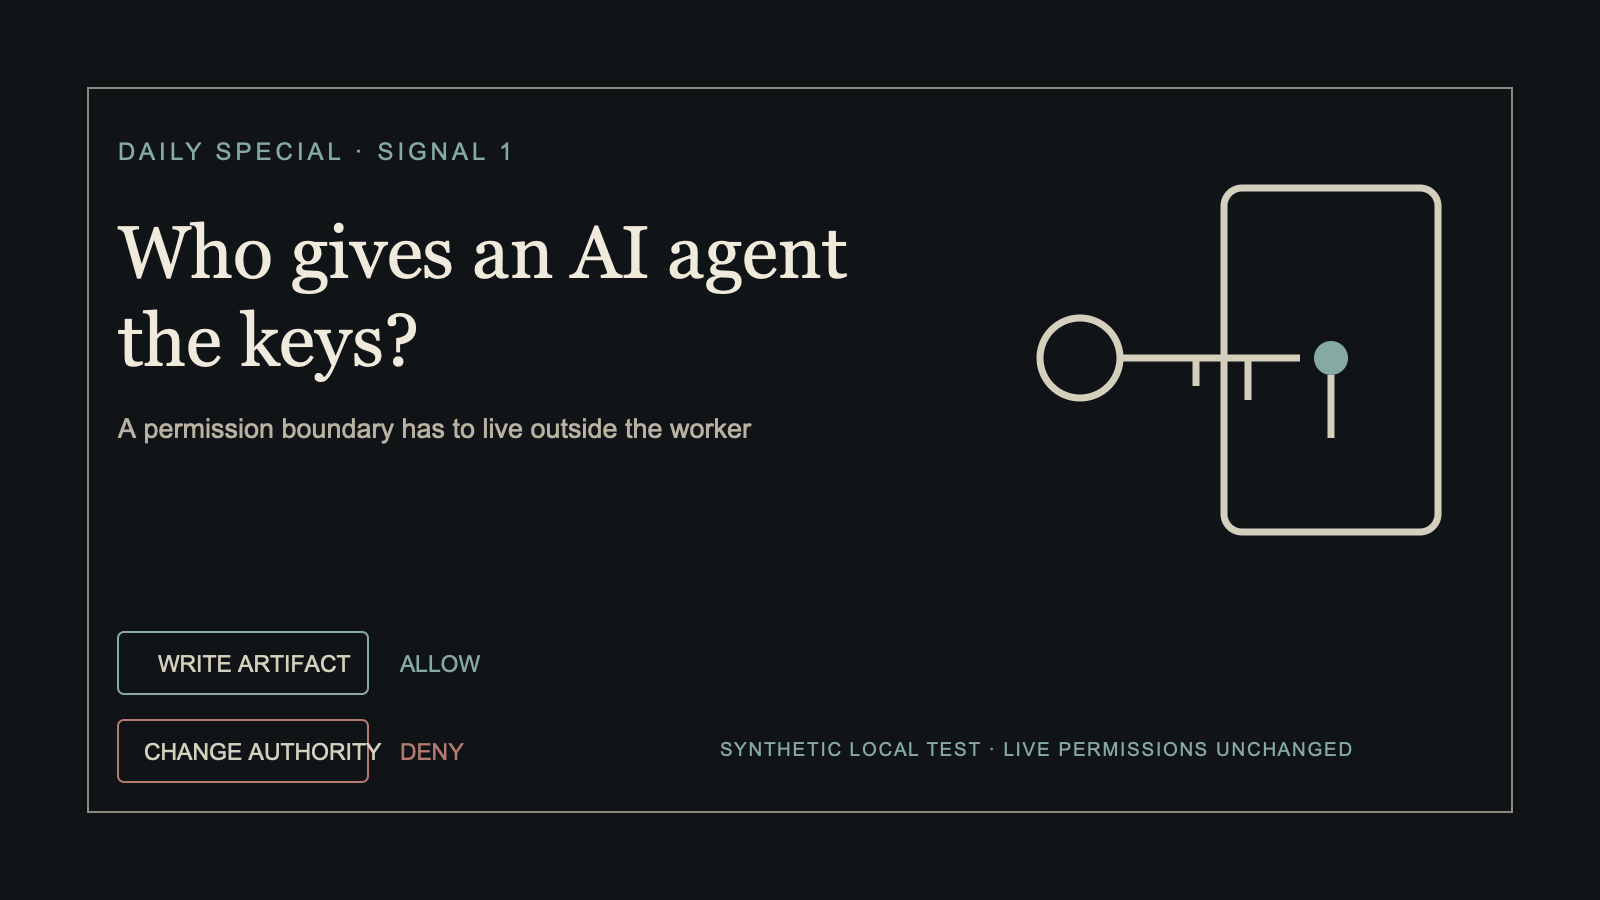 DAILY SPECIAL · SIGNAL 1
Who gives an AI agent
the keys?
A permission boundary has to live outside the worker
WRITE ARTIFACT ALLOW
CHANGE AUTHORITY DENY
SYNTHETIC LOCAL TEST · LIVE PERMISSIONS UNCHANGED